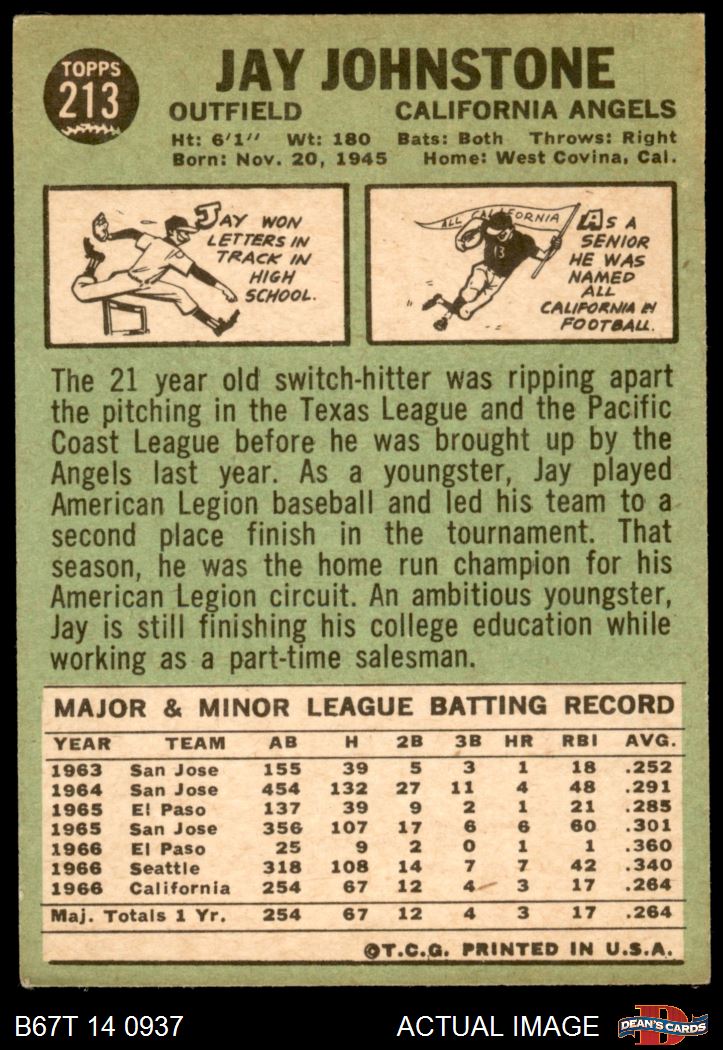 TOPPS
213
JAY JOHNSTONE
OUTFIELD CALIFORNIA ANGELS
Ht: 6'1" Wt: 180 Bats: Both Throws: Right
Born: Nov. 20, 1945 Home: West Covina, Cal.
JAY WON
LETTERS IN
TRACK IN
HIGH
SCHOOL.
ALL CALIFORNIA
13
AS A
SENIOR
HE WAS
NAMED
ALL
CALIFORNIA IN
FOOTBALL.
The 21 year old switch-hitter was ripping apart
the pitching in the Texas League and the Pacific
Coast League before he was brought up by the
Angels last year. As a youngster, Jay played
American Legion baseball and led his team to a
second place finish in the tournament. That
season, he was the home run champion for his
American Legion circuit. An ambitious youngster,
Jay is still finishing his college education while
working as a part-time salesman.
MAJOR & MINOR LEAGUE BATTING RECORD
YEAR TEAM AB H 2B 3B HR RBI AVG.
1963 San Jose 155 39 5 3 1 18 .252
1964 San Jose 454 132 27 11 4 48 .291
1965 El Paso 137 39 9 2 1 21 .285
1965 San Jose 356 107 17 6 6 60 .301
1966 El Paso 25 9 2 0 1 1 .360
1966 Seattle 318 108 14 7 7 42 .340
1966 California 254 67 12 4 3 17 .264
Maj. Totals 1 Yr. 254 67 12 4 3 17 .264
©T.C.G. PRINTED IN U.S.A.
B67T 14 0937 ACTUAL IMAGE
D
DEAN'S CARDS